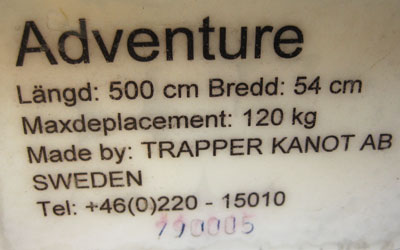 Adventure
Längd: 500 cm Bredd: 54 cm
Maxdeplacement: 120 kg
Made by: TRAPPER KANOT AB
SWEDEN
Tel: +46(0)220 - 15010
790005